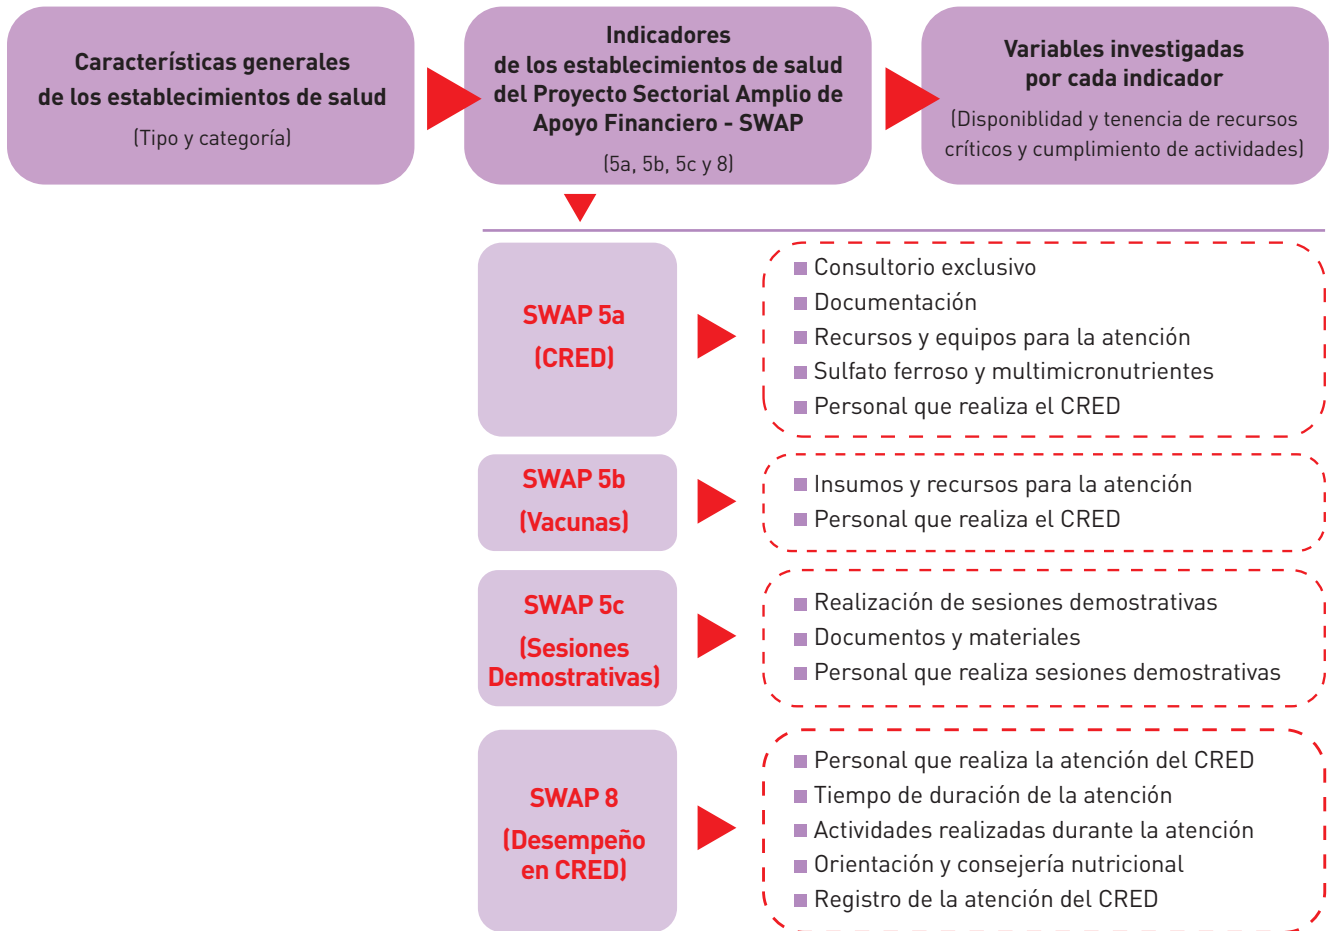 Características generales
de los establecimientos de salud
(Tipo y categoría)
Indicadores
de los establecimientos de salud
del Proyecto Sectorial Amplio de
Apoyo Financiero - SWAP
(5a, 5b, 5c y 8)
Variables investigadas
por cada indicador
(Disponiblidad y tenencia de recursos
críticos y cumplimiento de actividades)
SWAP 5a
(CRED)
Consultorio exclusivo
Documentación
Recursos y equipos para la atención
Sulfato ferroso y multimicronutrientes
Personal que realiza el CRED
SWAP 5b
(Vacunas)
Insumos y recursos para la atención
Personal que realiza el CRED
SWAP 5c
(Sesiones
Demostrativas)
Realización de sesiones demostrativas
Documentos y materiales
Personal que realiza sesiones demostrativas
SWAP 8
(Desempeño
en CRED)
Personal que realiza la atención del CRED
Tiempo de duración de la atención
Actividades realizadas durante la atención
Orientación y consejería nutricional
Registro de la atención del CRED